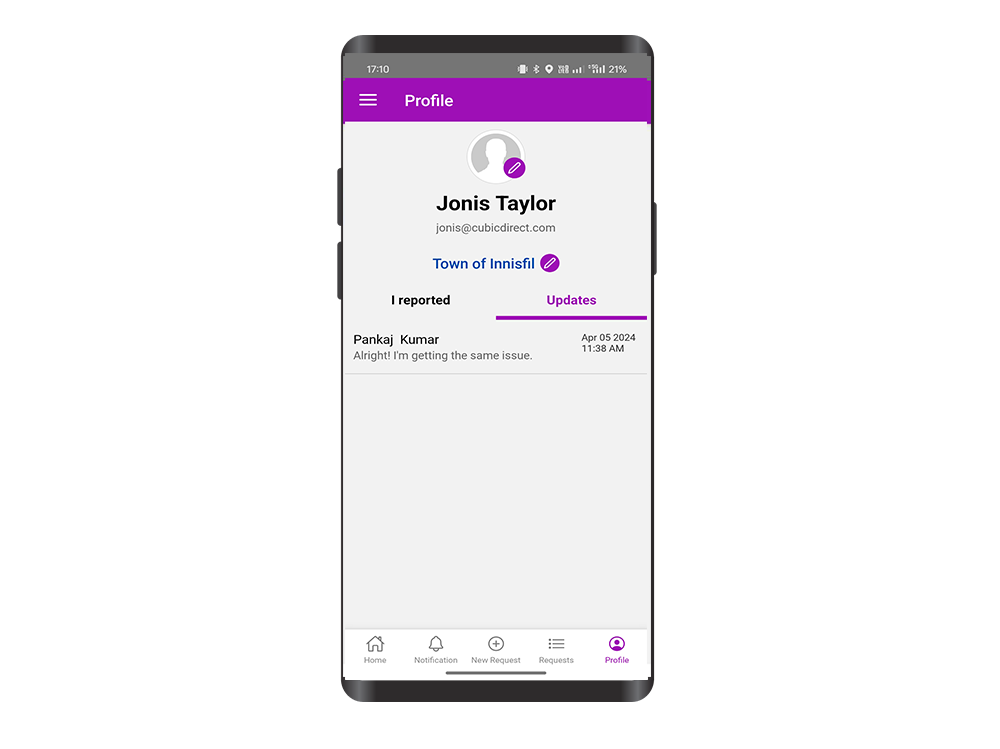 17:10 21%
Profile
Jonis Taylor
jonis@cubicdirect.com
Town of Innisfil
I reported Updates
Pankaj Kumar Apr 05 2024
11:38 AM
Alright! I'm getting the same issue.
Home Notification New Request Requests Profile